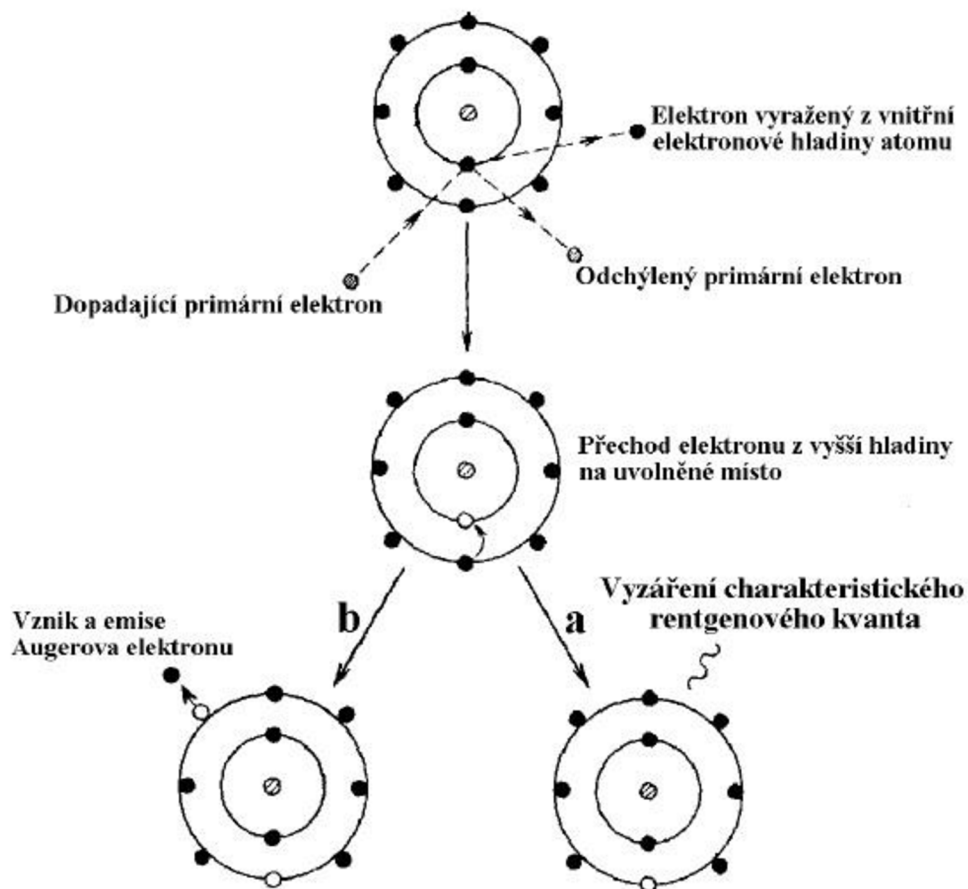 Elektron vyražený z vnitřní
elektronové hladiny atomu
Odchýlený primární elektron
Dopadající primární elektron
Přechod elektronu z vyšší hladiny
na uvolněné místo
Vyzáření charakteristického
rentgenového kvanta
Vznik a emise
Augerova elektronu
b
a